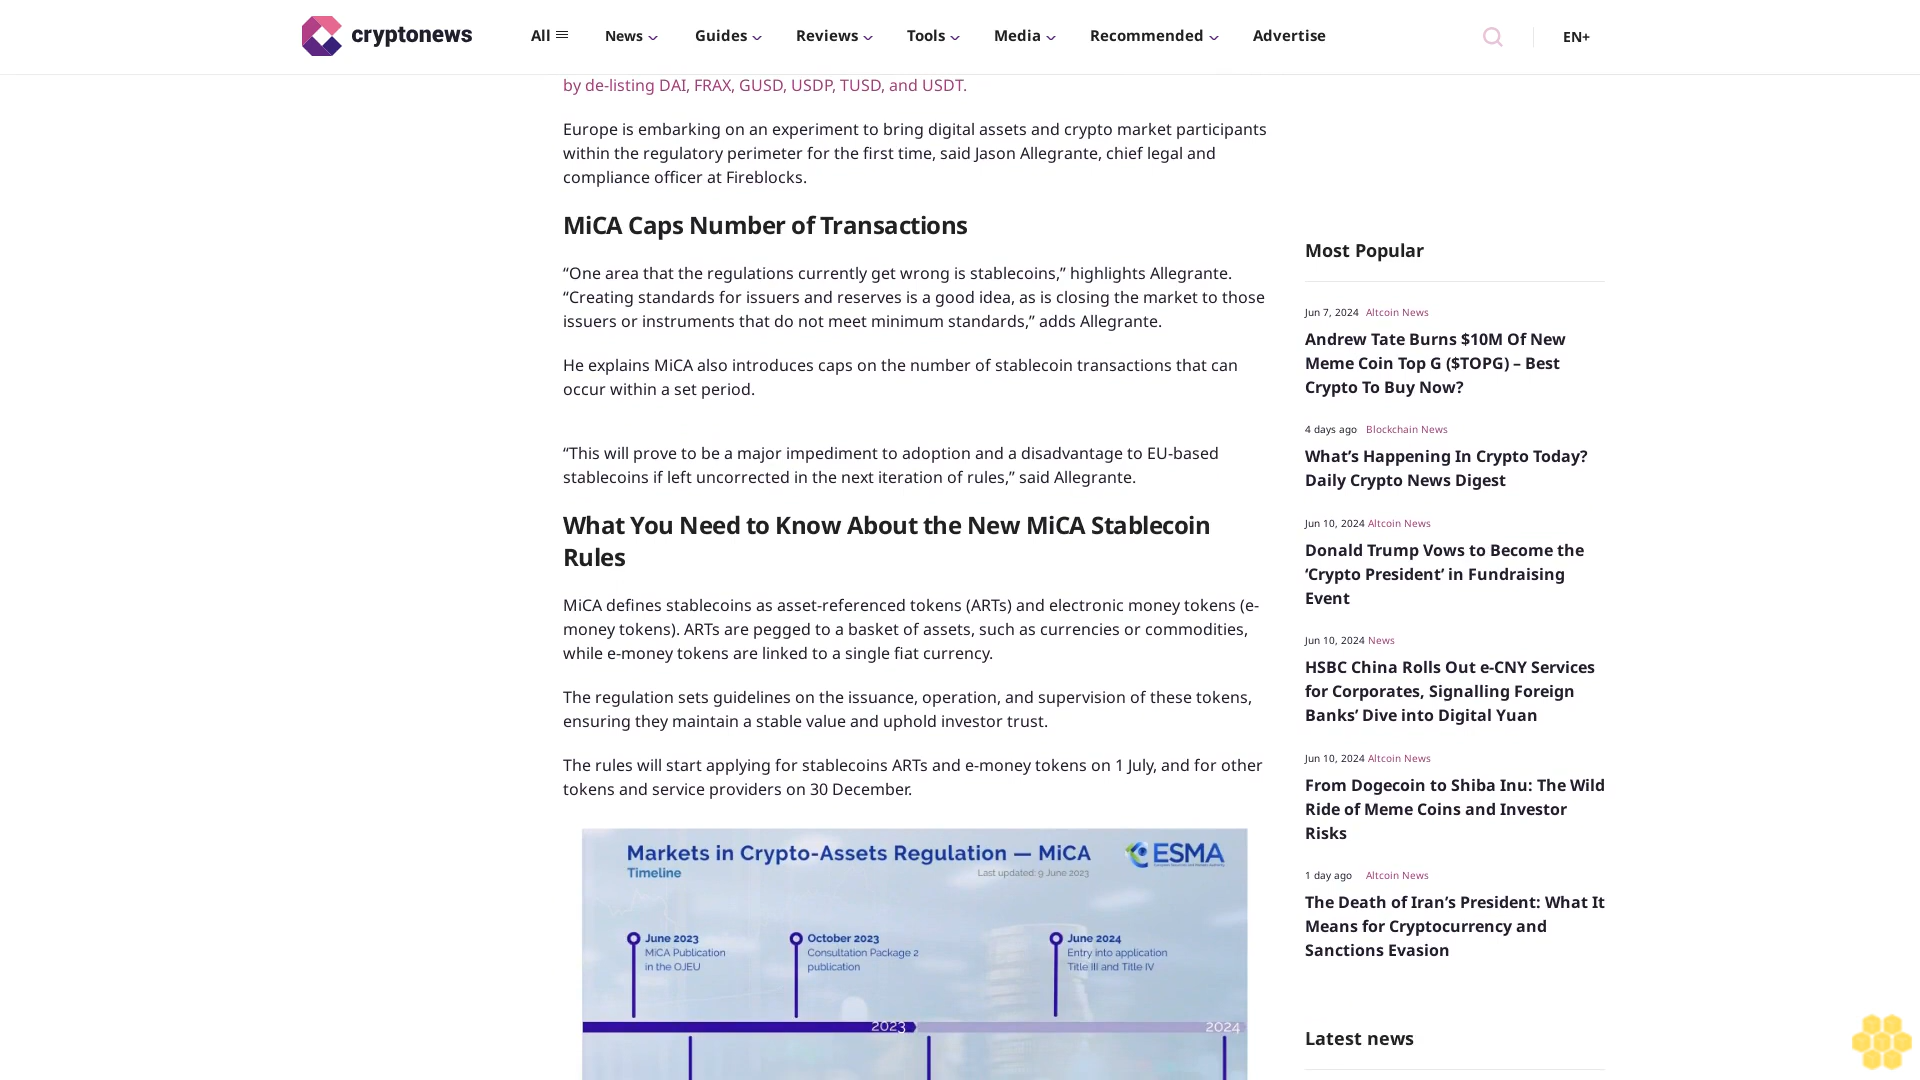 cryptonews
All
News
Guides
Reviews
Tools
Media
Recommended
Advertise
EN+
by de-listing DAI, FRAX, GUSD, USDP, TUSD, and USDT.
Europe is embarking on an experiment to bring digital assets and crypto market participants
within the regulatory perimeter for the first time, said Jason Allegrante, chief legal and
compliance officer at Fireblocks.
MiCA Caps Number of Transactions
“One area that the regulations currently get wrong is stablecoins,” highlights Allegrante.
“Creating standards for issuers and reserves is a good idea, as is closing the market to those
issuers or instruments that do not meet minimum standards,” adds Allegrante.
He explains MiCA also introduces caps on the number of stablecoin transactions that can
occur within a set period.
“This will prove to be a major impediment to adoption and a disadvantage to EU-based
stablecoins if left uncorrected in the next iteration of rules,” said Allegrante.
What You Need to Know About the New MiCA Stablecoin
Rules
MiCA defines stablecoins as asset-referenced tokens (ARTs) and electronic money tokens (e-
money tokens). ARTs are pegged to a basket of assets, such as currencies or commodities,
while e-money tokens are linked to a single fiat currency.
The regulation sets guidelines on the issuance, operation, and supervision of these tokens,
ensuring they maintain a stable value and uphold investor trust.
The rules will start applying for stablecoins ARTs and e-money tokens on 1 July, and for other
tokens and service providers on 30 December.
Markets in Crypto-Assets Regulation — MiCA
Timeline
Last updated: 9 June 2023
ESMA
June 2023
MiCA Publication
in the OJEU
October 2023
Consultation Package 2
publication
June 2024
Entry into application
Title III and Title IV
2023
2024
Most Popular
Jun 7, 2024 Altcoin News
Andrew Tate Burns $10M Of New
Meme Coin Top G ($TOPG) – Best
Crypto To Buy Now?
4 days ago Blockchain News
What’s Happening In Crypto Today?
Daily Crypto News Digest
Jun 10, 2024 Altcoin News
Donald Trump Vows to Become the
‘Crypto President’ in Fundraising
Event
Jun 10, 2024 News
HSBC China Rolls Out e-CNY Services
for Corporates, Signalling Foreign
Banks’ Dive into Digital Yuan
Jun 10, 2024 Altcoin News
From Dogecoin to Shiba Inu: The Wild
Ride of Meme Coins and Investor
Risks
1 day ago Altcoin News
The Death of Iran’s President: What It
Means for Cryptocurrency and
Sanctions Evasion
Latest news